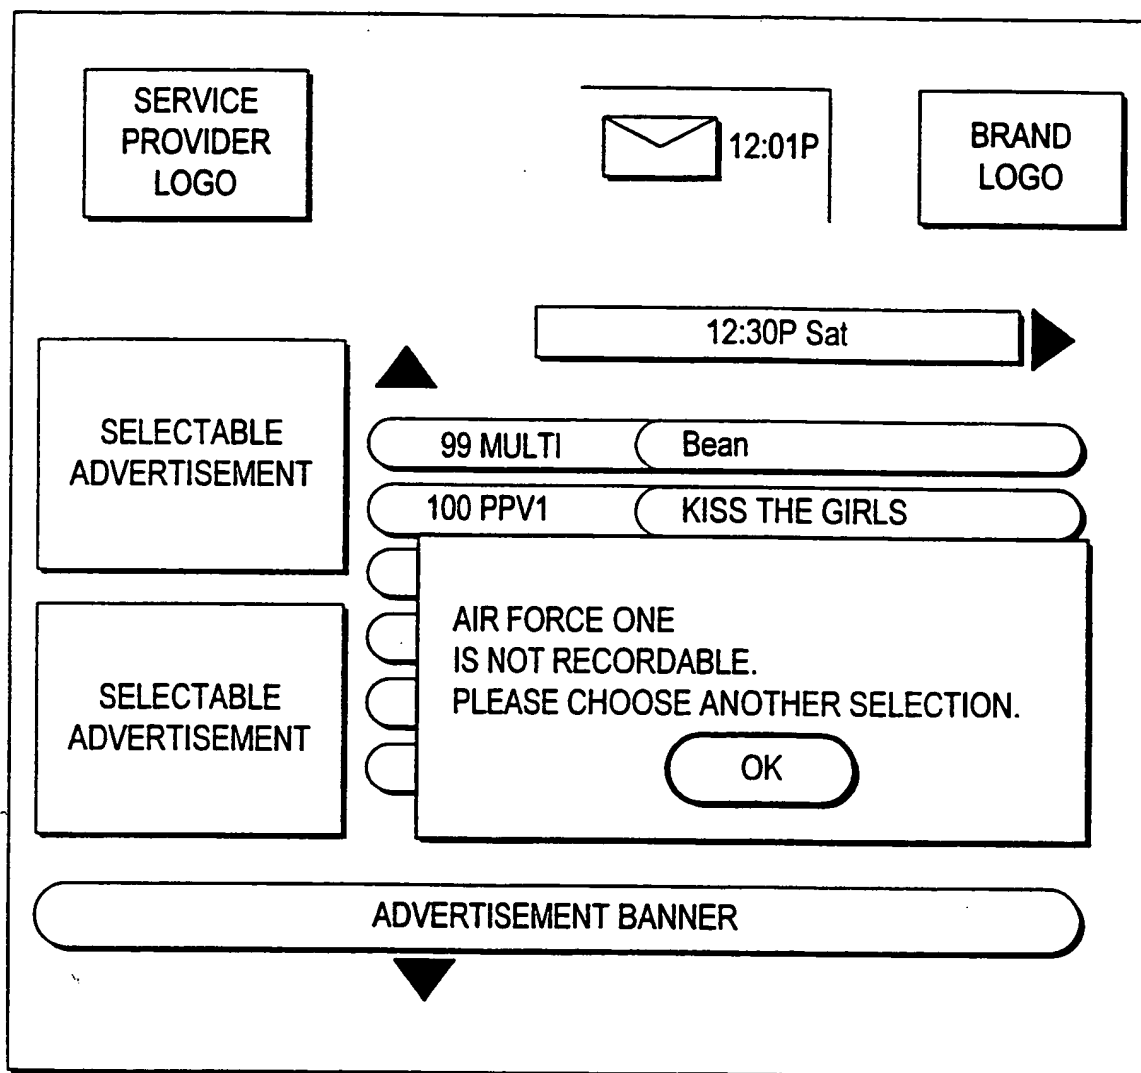 SERVICE
PROVIDER
LOGO
12:01P
BRAND
LOGO
12:30P Sat
SELECTABLE
ADVERTISEMENT
99 MULTI Bean
100 PPV1 KISS THE GIRLS
AIR FORCE ONE
IS NOT RECORDABLE.
PLEASE CHOOSE ANOTHER SELECTION.
OK
SELECTABLE
ADVERTISEMENT
ADVERTISEMENT BANNER